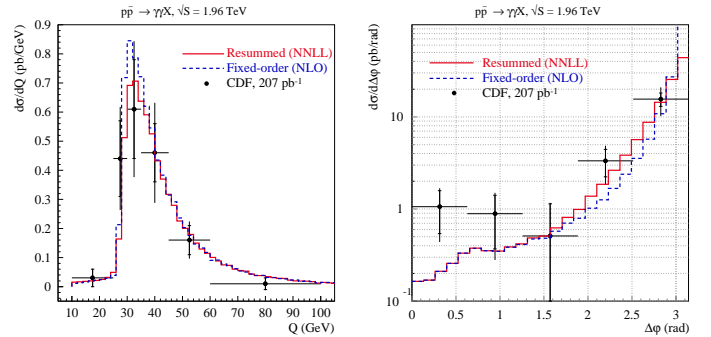 pp̄ → γγX, √S = 1.96 TeV
dσ/dQ (pb/GeV)
0.9
0.8
0.7
0.6
0.5
0.4
0.3
0.2
0.1
0
Resummed (NNLL)
Fixed-order (NLO)
CDF, 207 pb⁻¹
10 20 30 40 50 60 70 80 90 100
Q (GeV)
pp̄ → γγX, √S = 1.96 TeV
dσ/dΔφ (pb/rad)
10
1
10⁻¹
Resummed (NNLL)
Fixed-order (NLO)
CDF, 207 pb⁻¹
0 0.5 1 1.5 2 2.5 3
Δφ (rad)